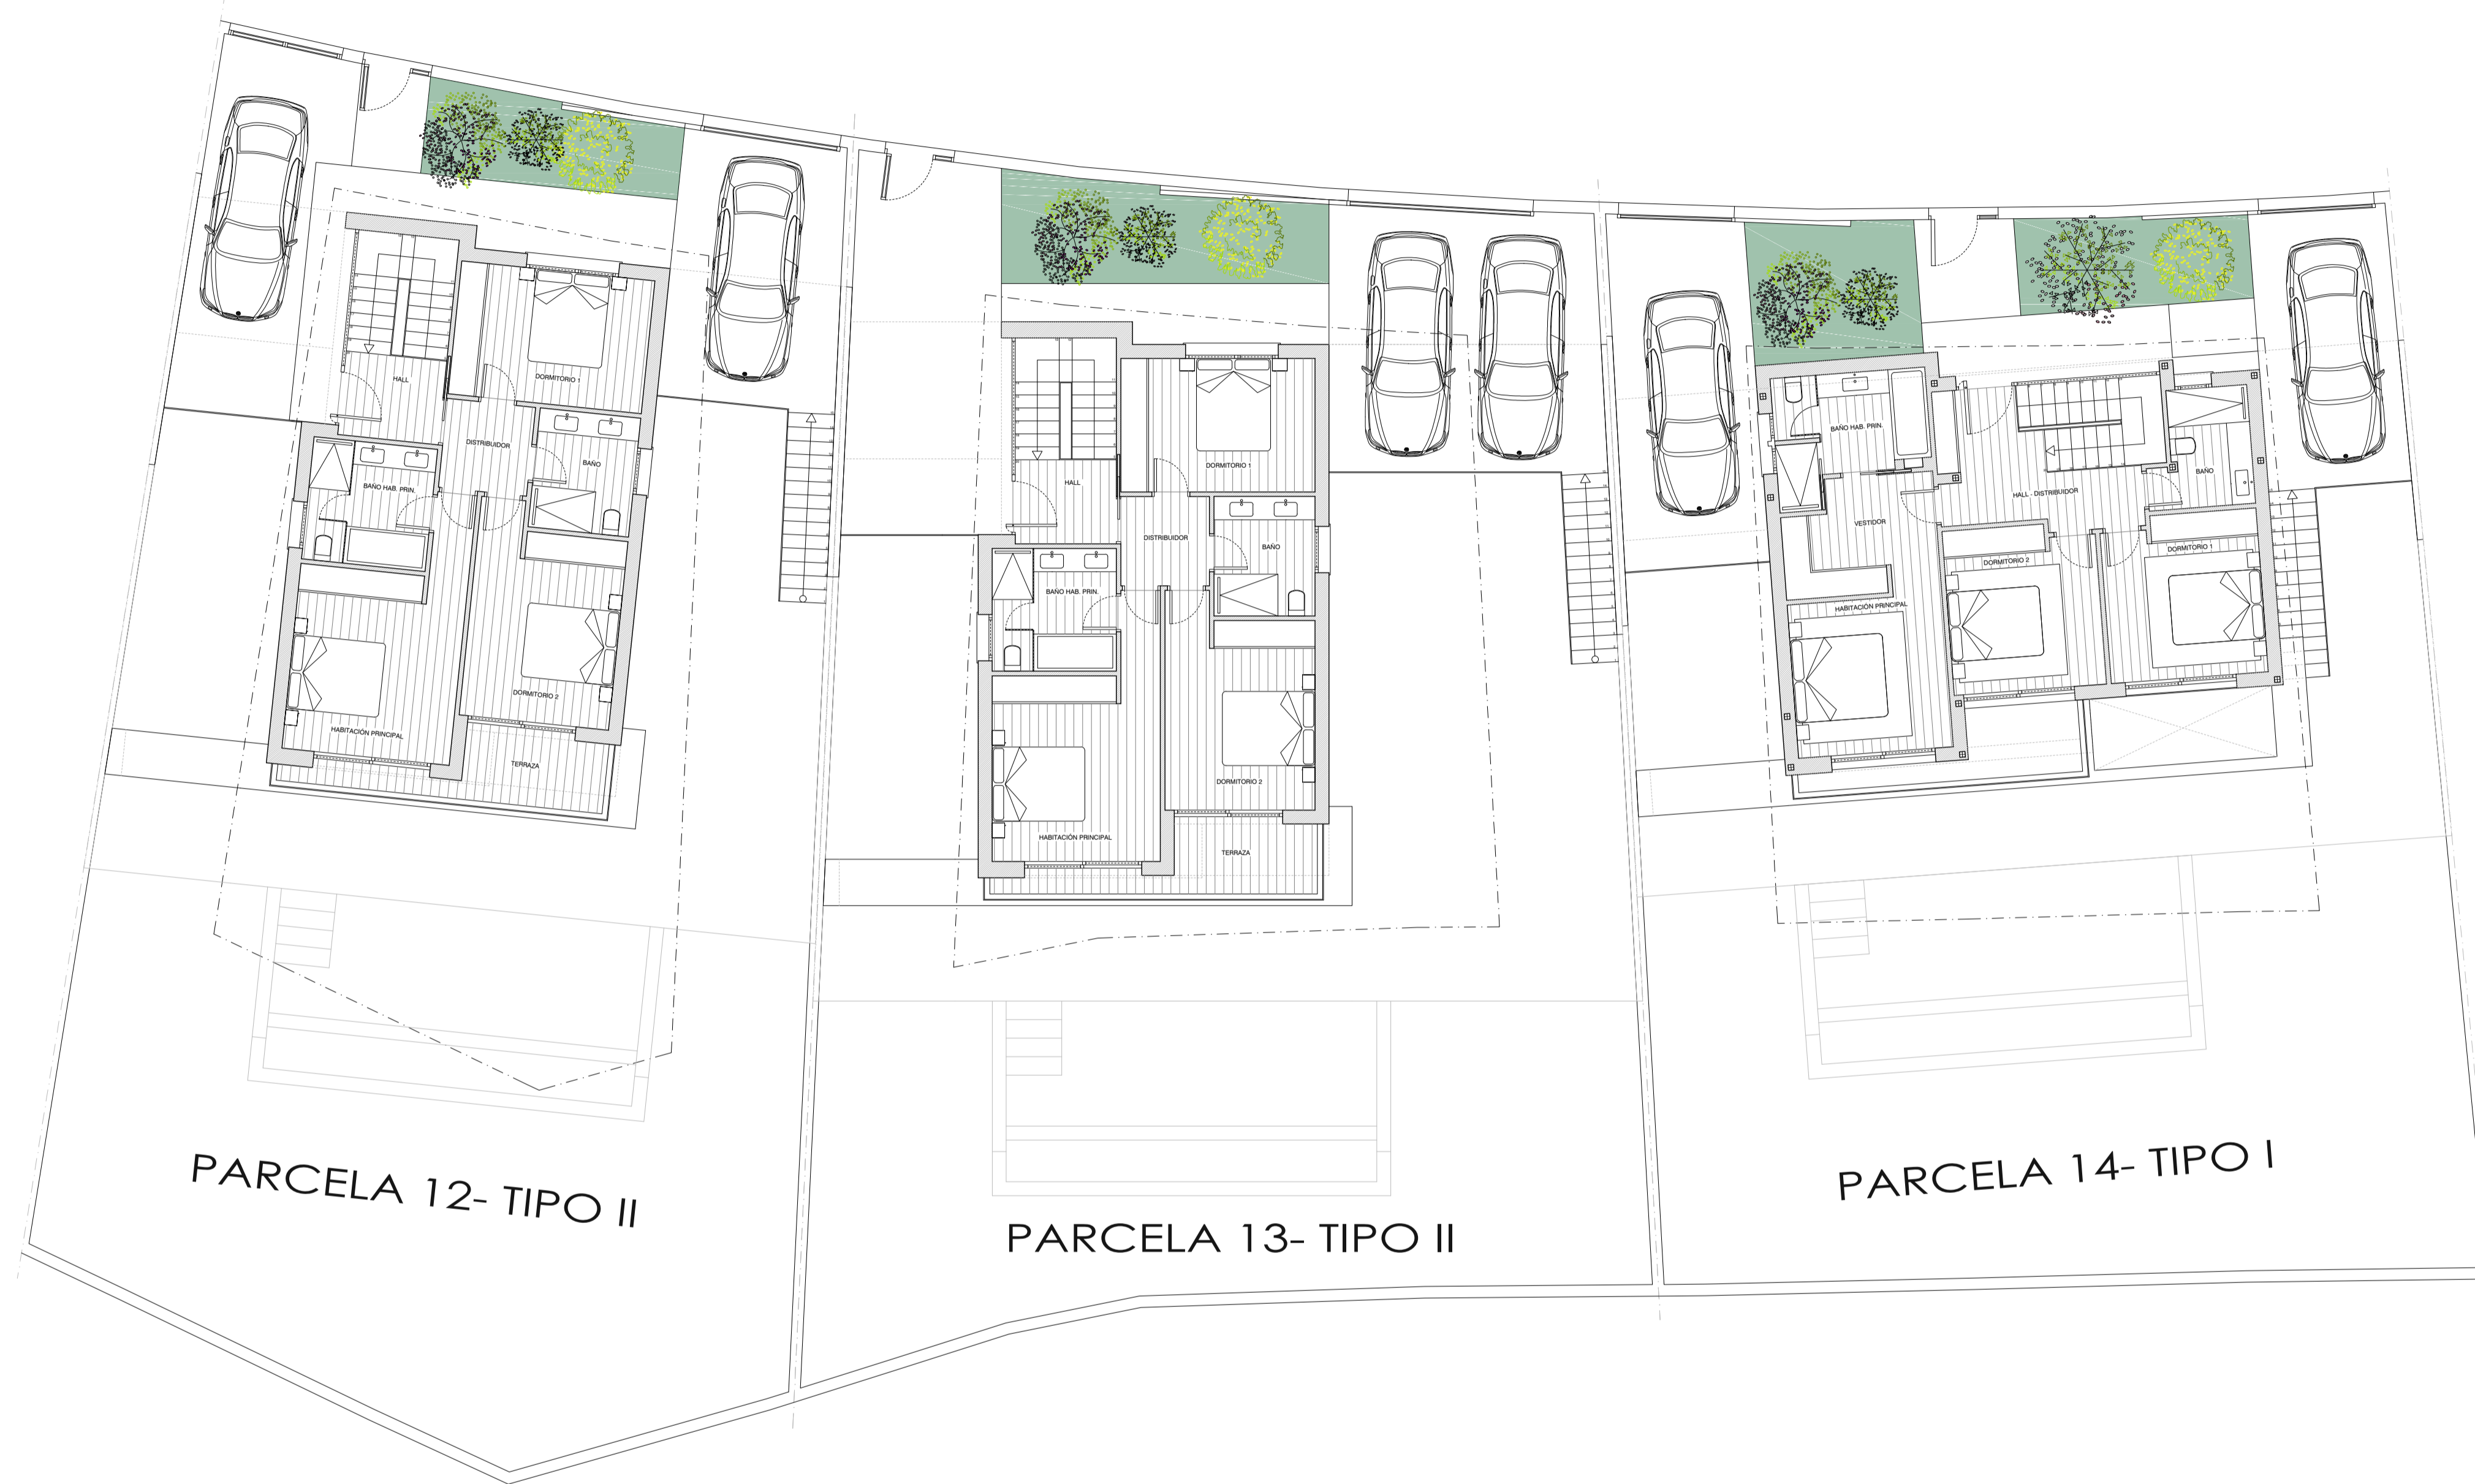 HALL
DORMITORIO 1
DISTRIBUIDOR
BAÑO
BAÑO HAB. PRIN.
DORMITORIO 2
HABITACIÓN PRINCIPAL
TERRAZA
PARCELA 12- TIPO II
DORMITORIO 1
HALL
DISTRIBUIDOR
BAÑO
BAÑO HAB. PRIN.
DORMITORIO 2
HABITACIÓN PRINCIPAL
TERRAZA
PARCELA 13- TIPO II
BAÑO HAB. PRIN.
BAÑO
HALL - DISTRIBUIDOR
VESTIDOR
DORMITORIO 1
DORMITORIO 2
HABITACIÓN PRINCIPAL
PARCELA 14- TIPO I